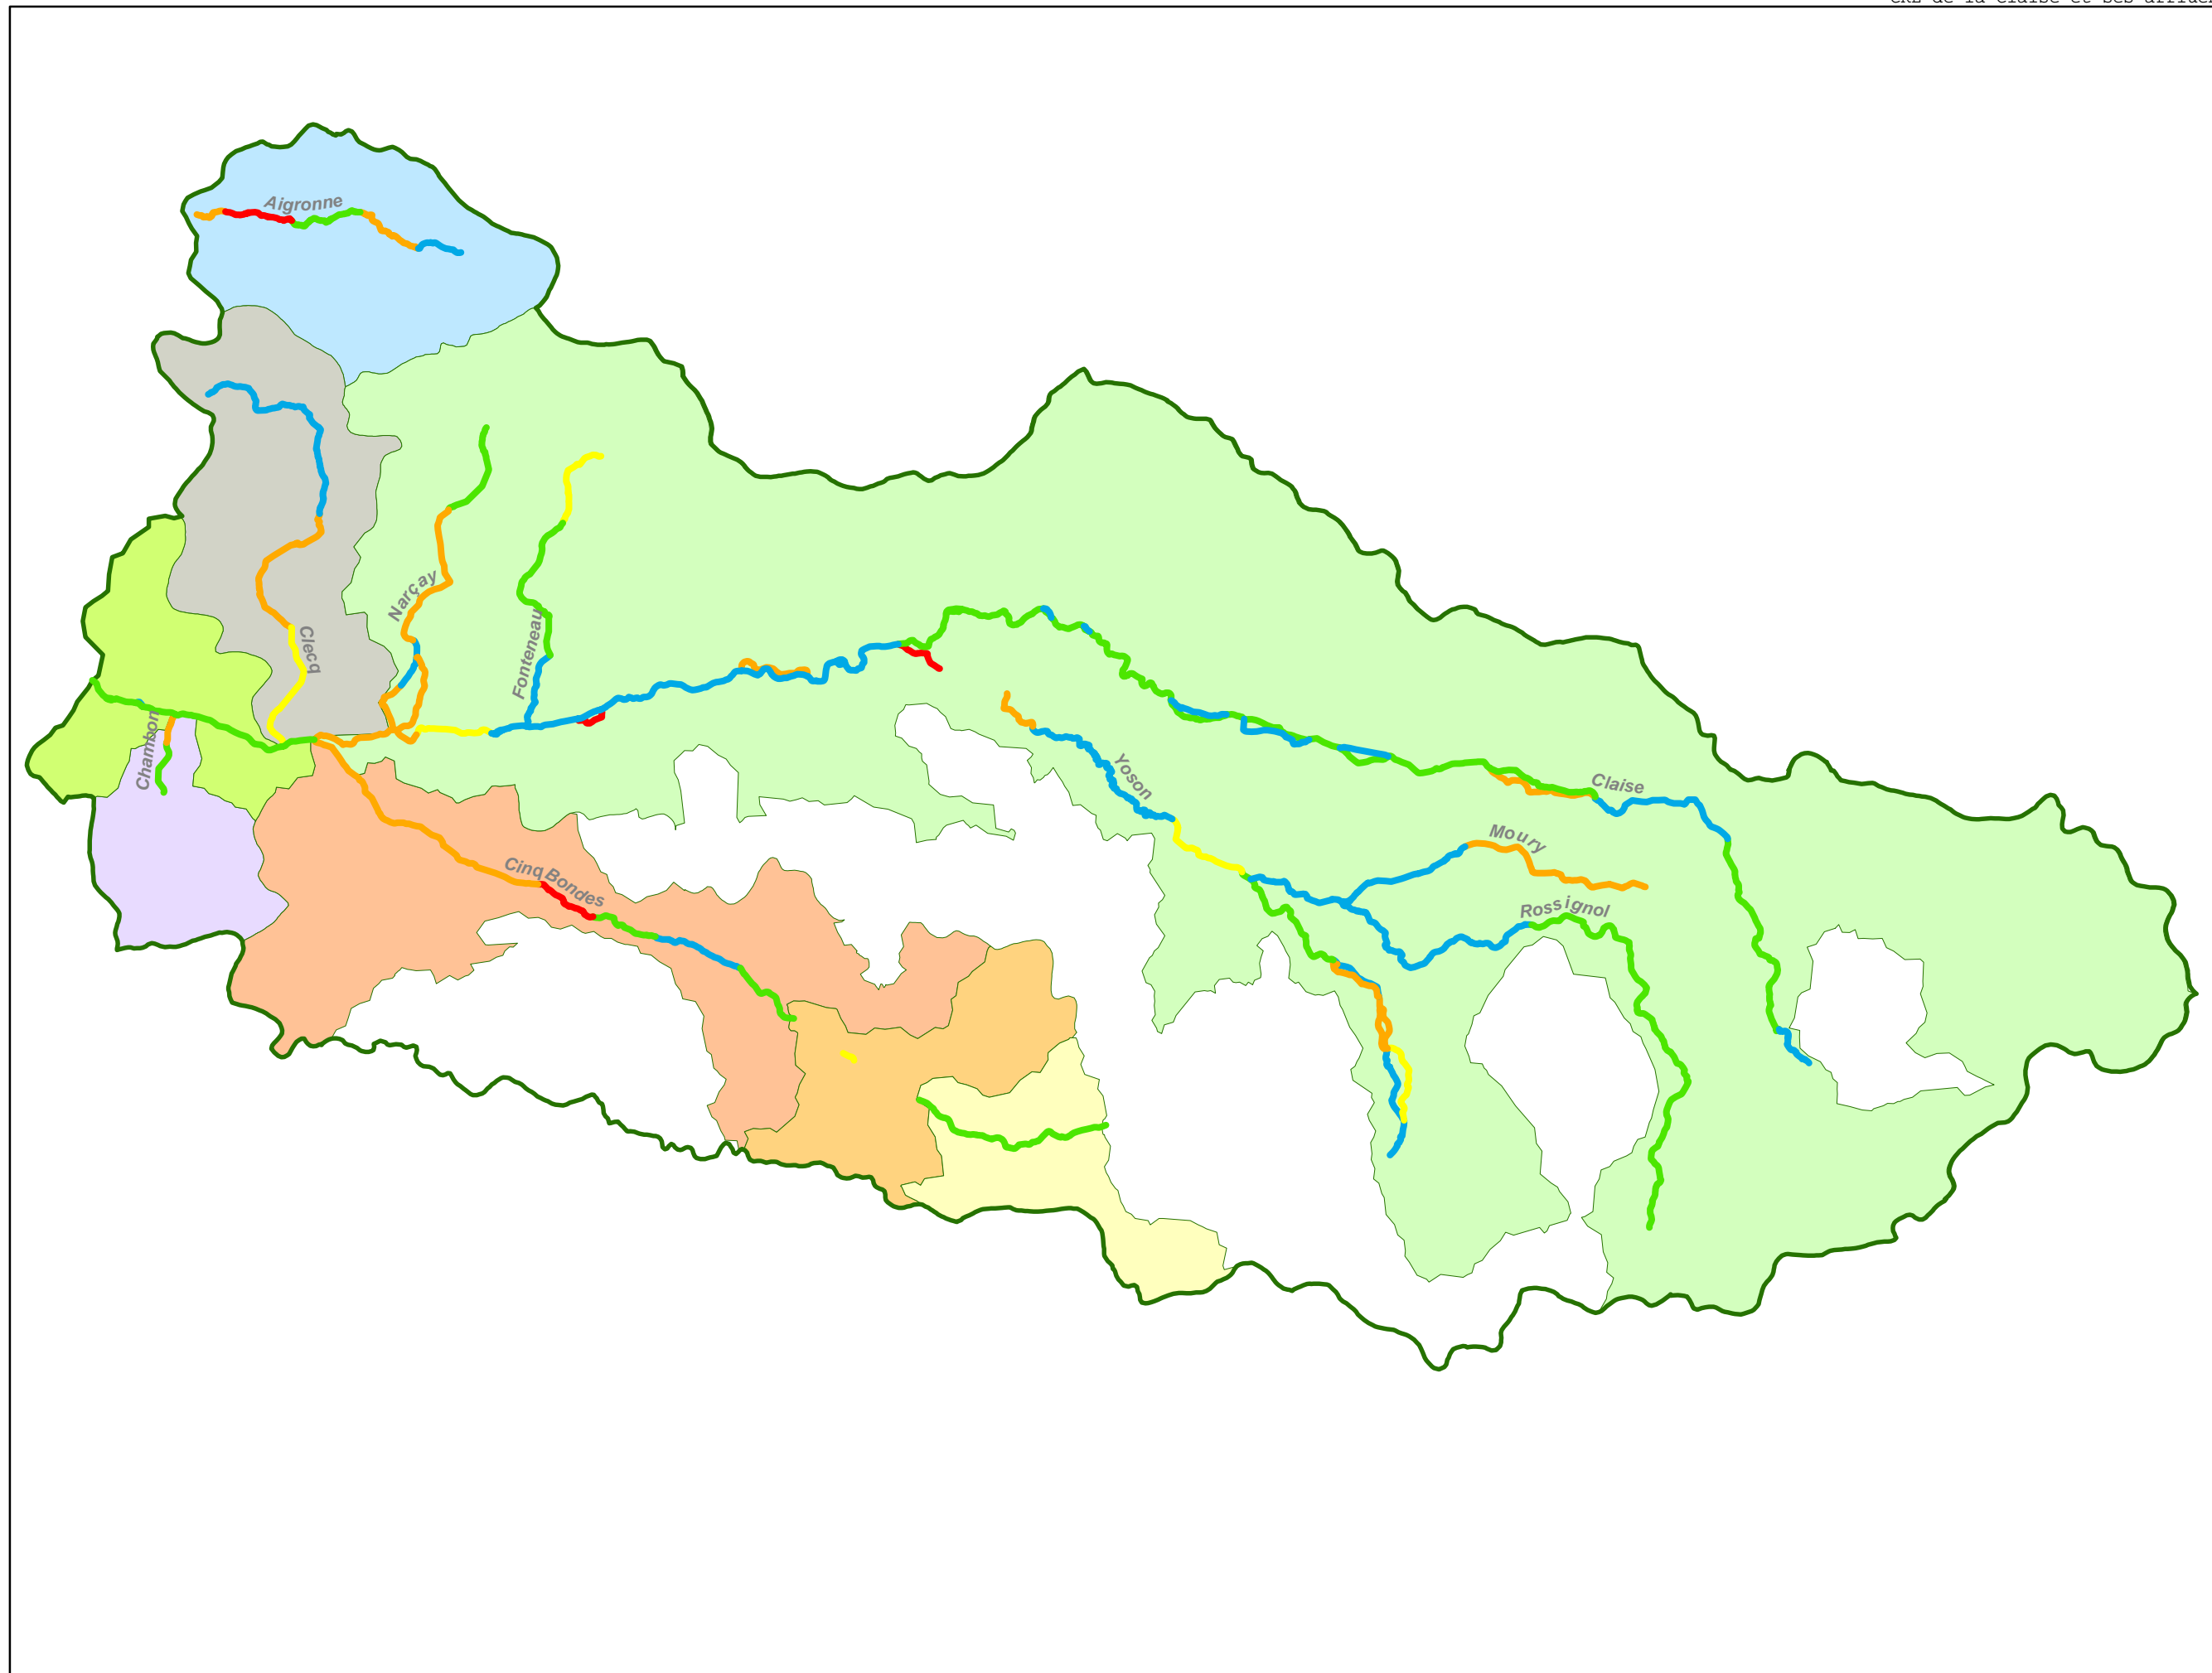 Aigronne
Narçay
Clecq
Fonteneau
Chambon
Yoson
Claise
Moury
Cinq Bondes
Rossignol